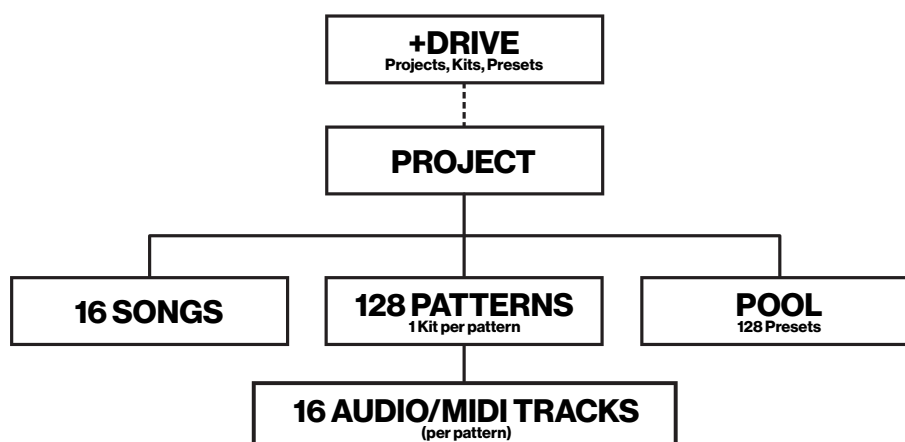 +DRIVE
Projects, Kits, Presets
PROJECT
16 SONGS
128 PATTERNS
1 Kit per pattern
POOL
128 Presets
16 AUDIO/MIDI TRACKS
(per pattern)